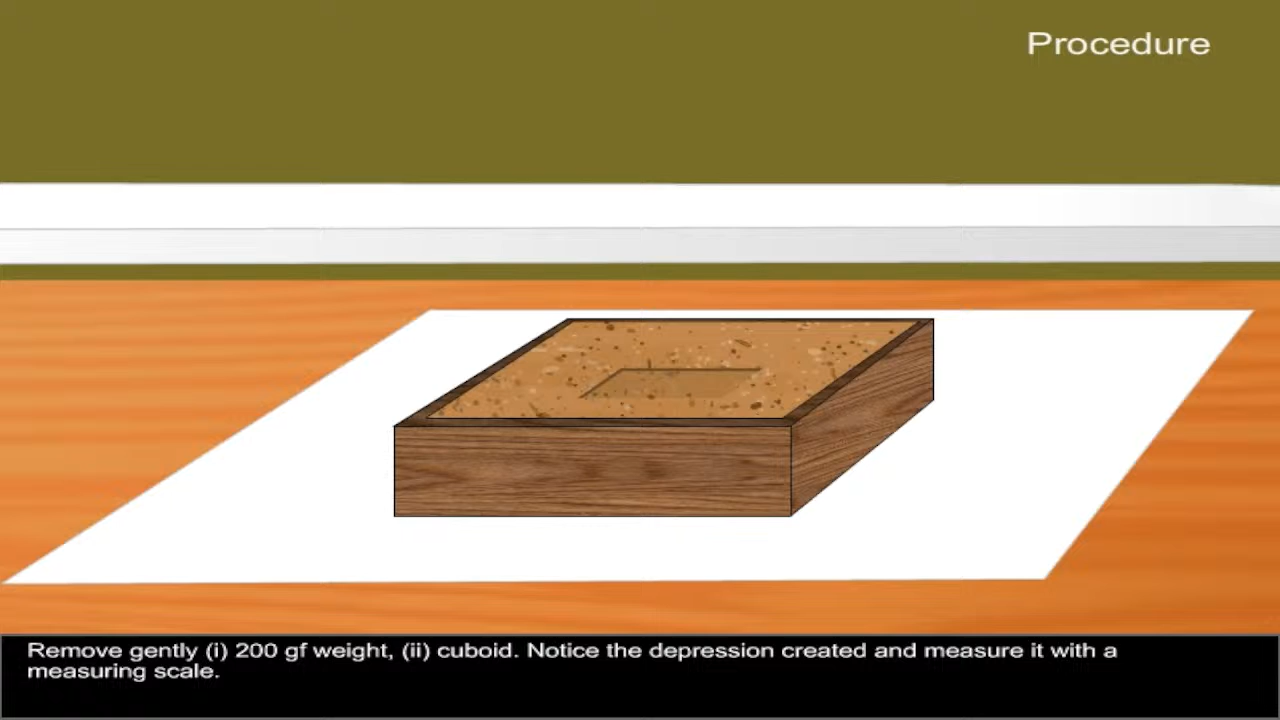 Procedure
Remove gently (i) 200 gf weight, (ii) cuboid. Notice the depression created and measure it with a
measuring scale.